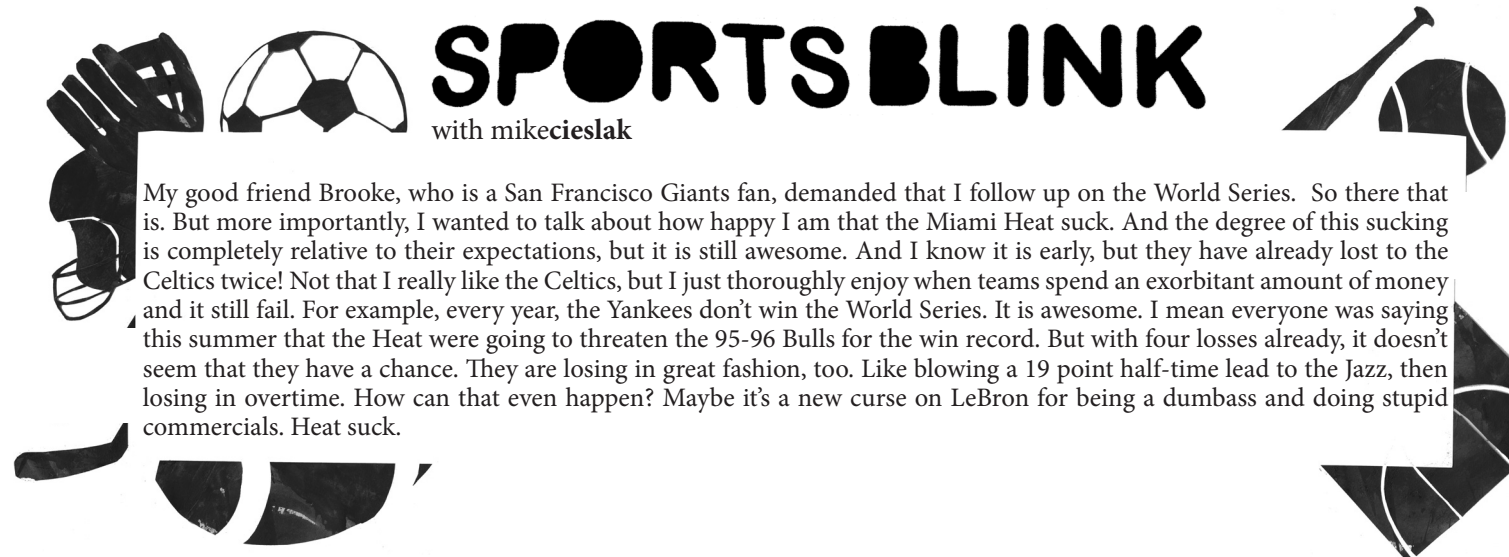 SPORTS BLINK
with mikecieslak
My good friend Brooke, who is a San Francisco Giants fan, demanded that I follow up on the World Series.  So there that
is. But more importantly, I wanted to talk about how happy I am that the Miami Heat suck. And the degree of this sucking
is completely relative to their expectations, but it is still awesome. And I know it is early, but they have already lost to the
Celtics twice! Not that I really like the Celtics, but I just thoroughly enjoy when teams spend an exorbitant amount of money
and it still fail. For example, every year, the Yankees don’t win the World Series. It is awesome. I mean everyone was saying
this summer that the Heat were going to threaten the 95-96 Bulls for the win record. But with four losses already, it doesn’t
seem that they have a chance. They are losing in great fashion, too. Like blowing a 19 point half-time lead to the Jazz, then
losing in overtime. How can that even happen? Maybe it’s a new curse on LeBron for being a dumbass and doing stupid
commercials. Heat suck.